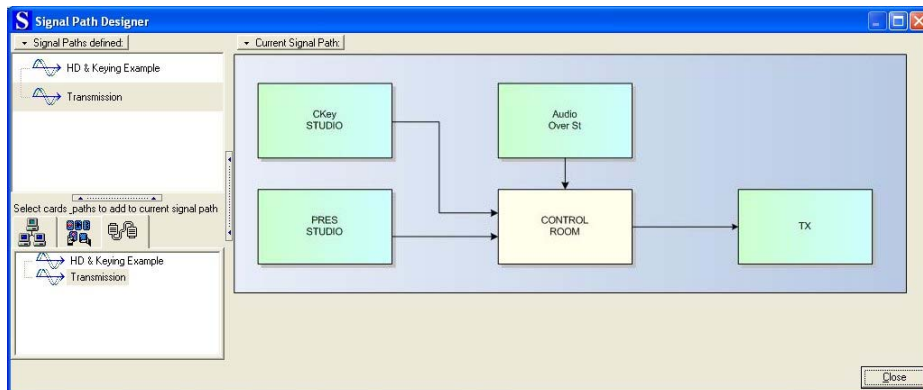 S Signal Path Designer
Signal Paths defined:
HD & Keying Example
Transmission
Select cards _paths to add to current signal path
HD & Keying Example
Transmission
Current Signal Path:
CKey
STUDIO
Audio
Over St
PRES
STUDIO
CONTROL
ROOM
TX
Close